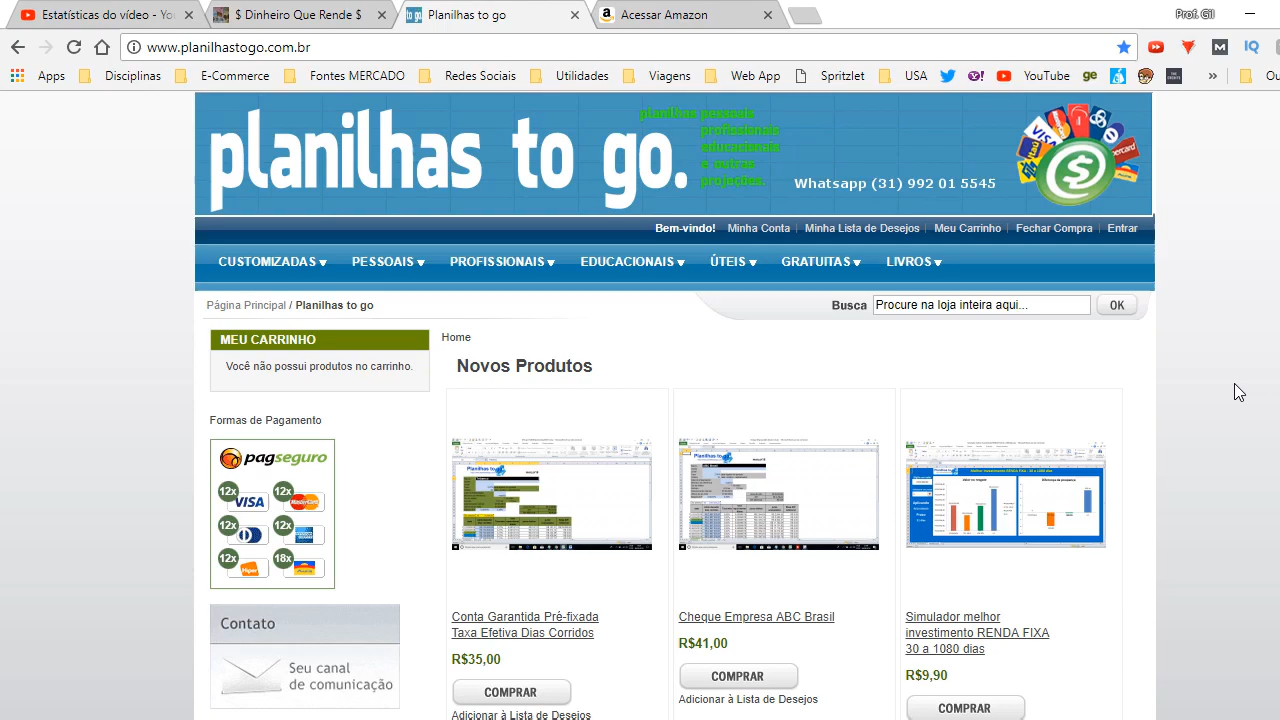 Estatísticas do vídeo - You
$ Dinheiro Que Rende $
Planilhas to go
Acessar Amazon
Prof. Gil
www.planilhastogo.com.br
Apps
Disciplinas
E-Commerce
Fontes MERCADO
Redes Sociais
Utilidades
Viagens
Web App
Spritzlet
USA
YouTube
planilhas to go.
planilhas pessoais
profissionais
educacionais
e outras
projeções.
Whatsapp (31) 992 01 5545
Bem-vindo! Minha Conta | Minha Lista de Desejos | Meu Carrinho | Fechar Compra | Entrar
CUSTOMIZADAS PESSOAIS PROFISSIONAIS EDUCACIONAIS ÚTEIS GRATUITAS LIVROS
Página Principal / Planilhas to go
Busca Procure na loja inteira aqui... OK
MEU CARRINHO
Você não possui produtos no carrinho.
Formas de Pagamento
pagseguro
12x VISA 12x MasterCard
12x 12x
12x Hiper 18x
Contato
Seu canal
de comunicação
Home
Novos Produtos
Conta Garantida Pré-fixada
Taxa Efetiva Dias Corridos
R$35,00
COMPRAR
Adicionar à Lista de Desejos
Cheque Empresa ABC Brasil
R$41,00
COMPRAR
Adicionar à Lista de Desejos
Simulador melhor
investimento RENDA FIXA
30 a 1080 dias
R$9,90
COMPRAR